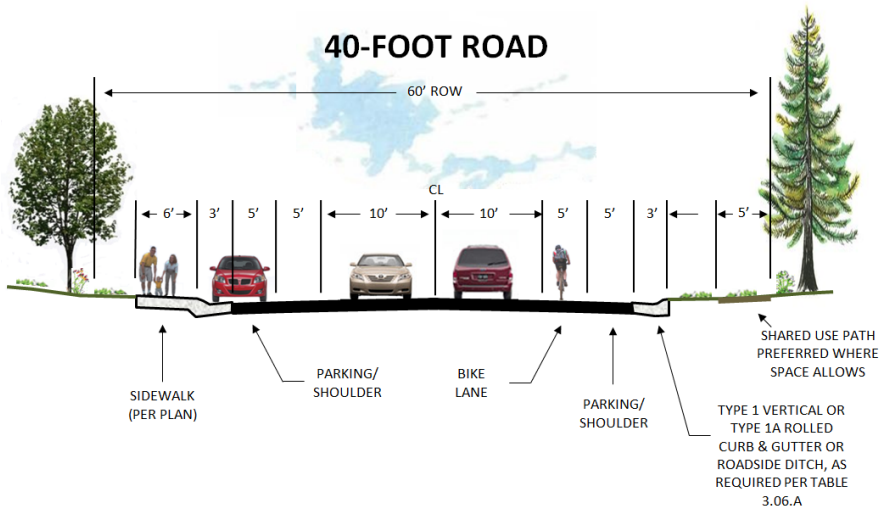 40-FOOT ROAD
60' ROW
CL
6' 3' 5' 5' 10' 10' 5' 5' 3' 5'
SHARED USE PATH
PREFERRED WHERE
SPACE ALLOWS
PARKING/
SHOULDER
BIKE
LANE
SIDEWALK
(PER PLAN)
PARKING/
SHOULDER
TYPE 1 VERTICAL OR
TYPE 1A ROLLED
CURB & GUTTER OR
ROADSIDE DITCH, AS
REQUIRED PER TABLE
3.06.A